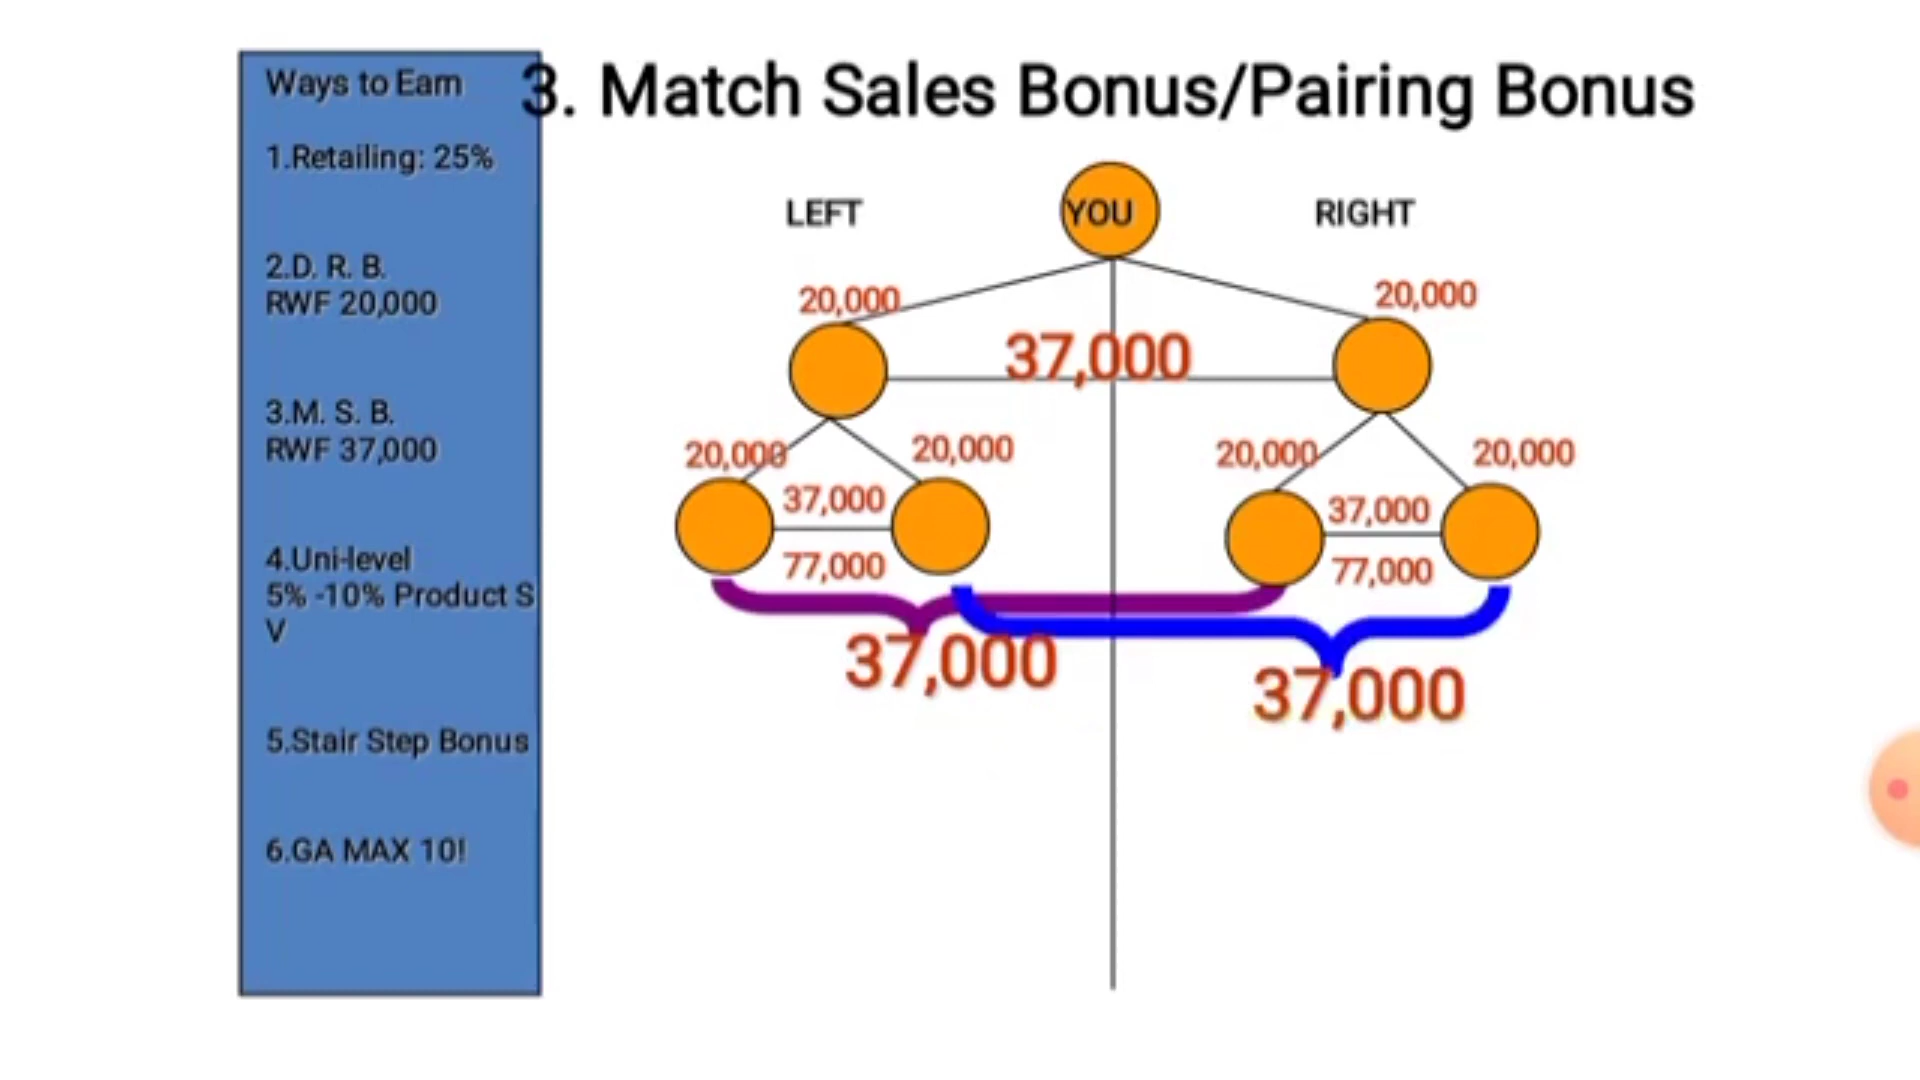 3. Match Sales Bonus/Pairing Bonus
Ways to Earn
1.Retailing: 25%
2.D. R. B.
RWF 20,000
3.M. S. B.
RWF 37,000
4.Uni-level
5% -10% Product S
V
5.Stair Step Bonus
6.GA MAX 10!
LEFT
YOU
RIGHT
20,000
20,000
37,000
20,000
20,000
20,000
20,000
37,000
37,000
77,000
77,000
37,000
37,000